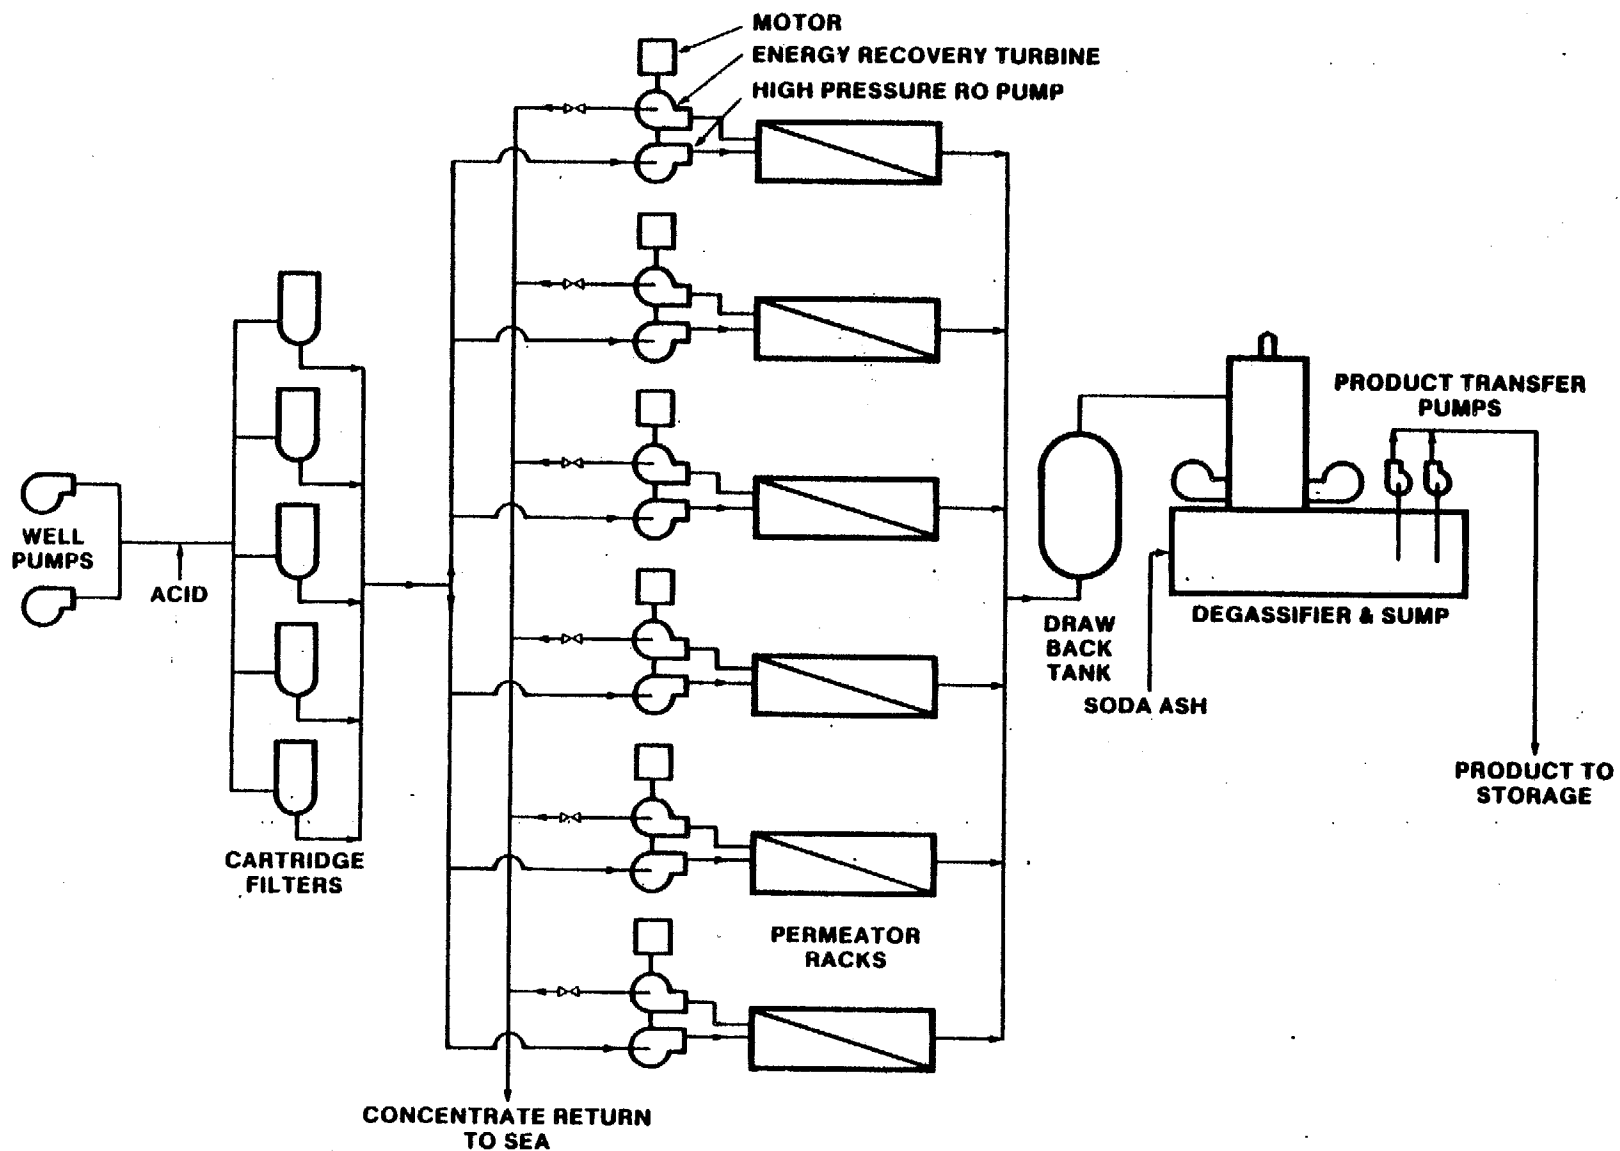 MOTOR
ENERGY RECOVERY TURBINE
HIGH PRESSURE RO PUMP
PRODUCT TRANSFER
PUMPS
WELL
PUMPS
ACID
DEGASSIFIER & SUMP
DRAW
BACK
TANK
SODA ASH
PRODUCT TO
STORAGE
CARTRIDGE
FILTERS
PERMEATOR
RACKS
CONCENTRATE RETURN
TO SEA